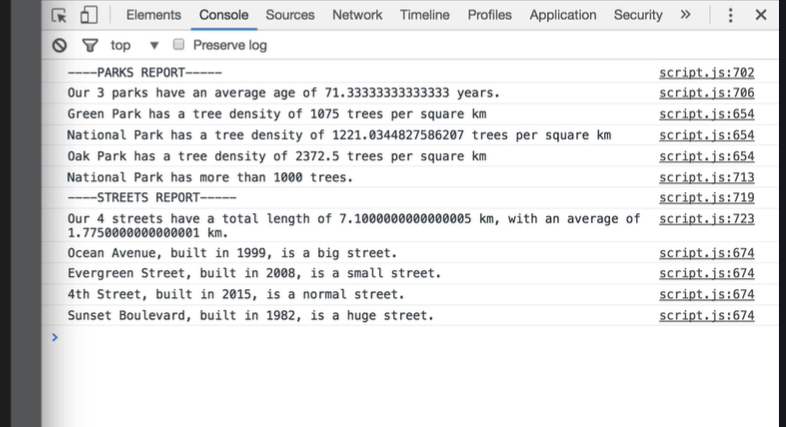 Elements Console Sources Network Timeline Profiles Application Security »
top ▼ Preserve log
----PARKS REPORT----- script.js:702
Our 3 parks have an average age of 71.33333333333333 years. script.js:706
Green Park has a tree density of 1075 trees per square km script.js:654
National Park has a tree density of 1221.0344827586207 trees per square km script.js:654
Oak Park has a tree density of 2372.5 trees per square km script.js:654
National Park has more than 1000 trees. script.js:713
----STREETS REPORT----- script.js:719
Our 4 streets have a total length of 7.1000000000000005 km, with an average of script.js:723
1.7750000000000001 km.
Ocean Avenue, built in 1999, is a big street. script.js:674
Evergreen Street, built in 2008, is a small street. script.js:674
4th Street, built in 2015, is a normal street. script.js:674
Sunset Boulevard, built in 1982, is a huge street. script.js:674